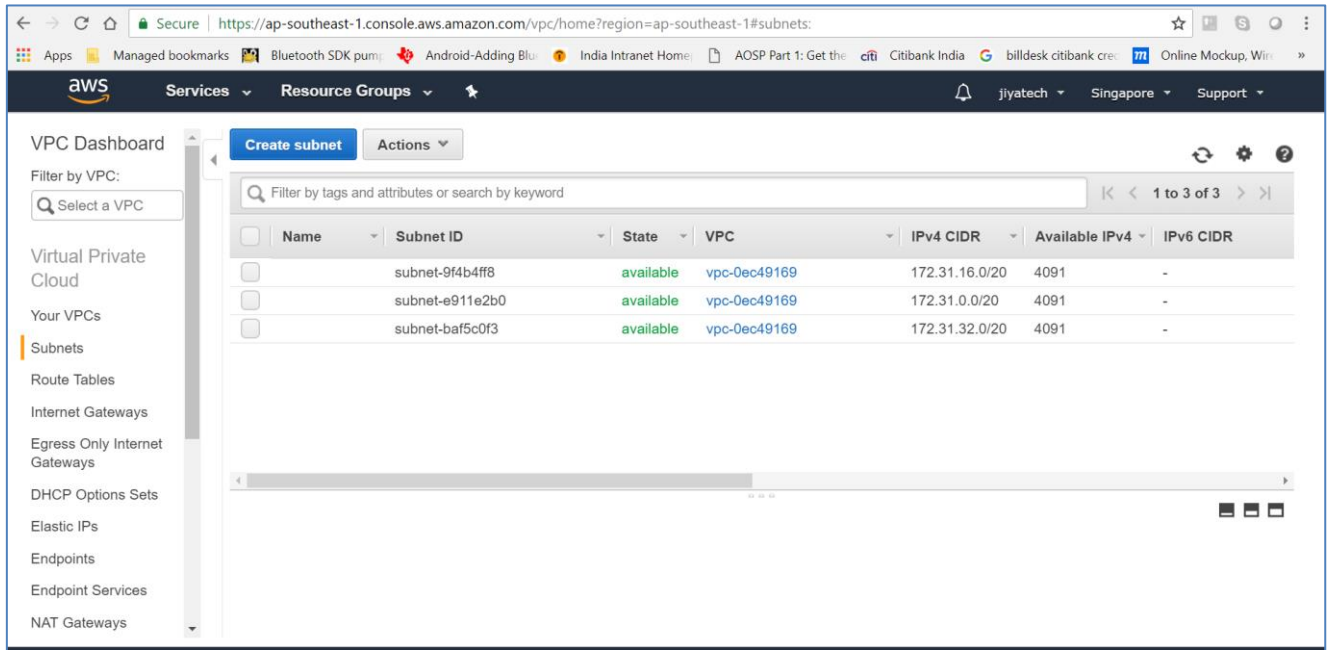 Secure https://ap-southeast-1.console.aws.amazon.com/vpc/home?region=ap-southeast-1#subnets:
Apps Managed bookmarks Bluetooth SDK pump Android-Adding Blu India Intranet Home AOSP Part 1: Get the citi Citibank India G billdesk citibank cred m Online Mockup, Wir »
aws Services Resource Groups jiyatech Singapore Support
VPC Dashboard
Filter by VPC:
Select a VPC
Virtual Private
Cloud
Your VPCs
Subnets
Route Tables
Internet Gateways
Egress Only Internet
Gateways
DHCP Options Sets
Elastic IPs
Endpoints
Endpoint Services
NAT Gateways
Create subnet Actions
Filter by tags and attributes or search by keyword 1 to 3 of 3
Name Subnet ID State VPC IPv4 CIDR Available IPv4 IPv6 CIDR
subnet-9f4b4ff8 available vpc-0ec49169 172.31.16.0/20 4091 -
subnet-e911e2b0 available vpc-0ec49169 172.31.0.0/20 4091 -
subnet-baf5c0f3 available vpc-0ec49169 172.31.32.0/20 4091 -